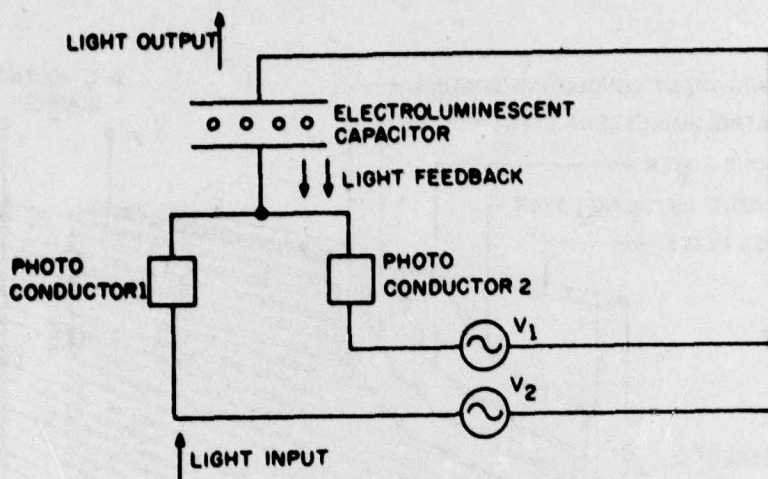 LIGHT OUTPUT
ELECTROLUMINESCENT
CAPACITOR
LIGHT FEEDBACK
PHOTO
CONDUCTOR1
PHOTO
CONDUCTOR 2
V1
V2
LIGHT INPUT